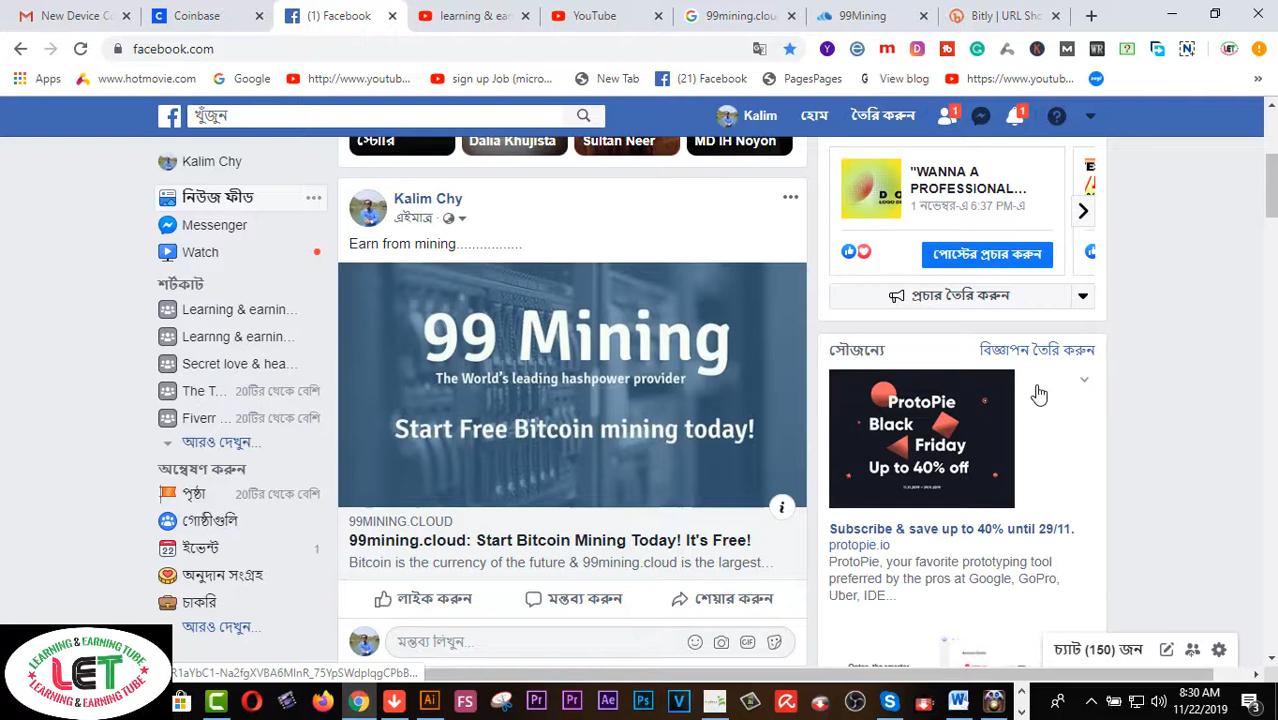 New Device Co
Coinbase
(1) Facebook
learning & ear
YouTube
99mining.clou
99Mining
Bitly | URL Sho
facebook.com
Apps
www.hotmovie.com
Google
http://www.youtub...
sign up Job (micro...
New Tab
(21) Facebook
PagesPages
View blog
https://www.youtub...
খুঁজুন
Kalim
হোম
তৈরি করুন
1
1
Kalim Chy
নিউজ ফীড
Messenger
Watch
শর্টকাট
Learning & earnin...
Learnng & earnin...
Secret love & hea...
The T... 20টির থেকে বেশি
Fiverr ... 20টির থেকে বেশি
আরও দেখুন...
অন্বেষণ করুন
পৃষ্ঠা 20টির থেকে বেশি
গোষ্ঠীগুলি
ইভেন্ট 1
অনুদান সংগ্রহ
চাকরি
আরও দেখুন...
স্টোরি
Dalia Khujista
Sultan Neer
MD IH Noyon
Kalim Chy
এইমাত্র ·
Earn from mining................
99 Mining
The World's leading hashpower provider
Start Free Bitcoin mining today!
99MINING.CLOUD
99mining.cloud: Start Bitcoin Mining Today! It's Free!
Bitcoin is the currency of the future & 99mining.cloud is the largest...
লাইক করুন
মন্তব্য করুন
শেয়ার করুন
মন্তব্য লিখুন...
GIF
"WANNA A
PROFESSIONAL...
1 নভেম্বর-এ 6:37 PM-এ
পোস্টের প্রচার করুন
প্রচার তৈরি করুন
সৌজন্যে
বিজ্ঞাপন তৈরি করুন
ProtoPie
Black
Friday
Up to 40% off
Subscribe & save up to 40% until 29/11.
protopie.io
ProtoPie, your favorite prototyping tool
preferred by the pros at Google, GoPro,
Uber, IDE...
চ্যাট (150) জন
LEARNING & EARNING TUBE
LET
8:30 AM
11/22/2019